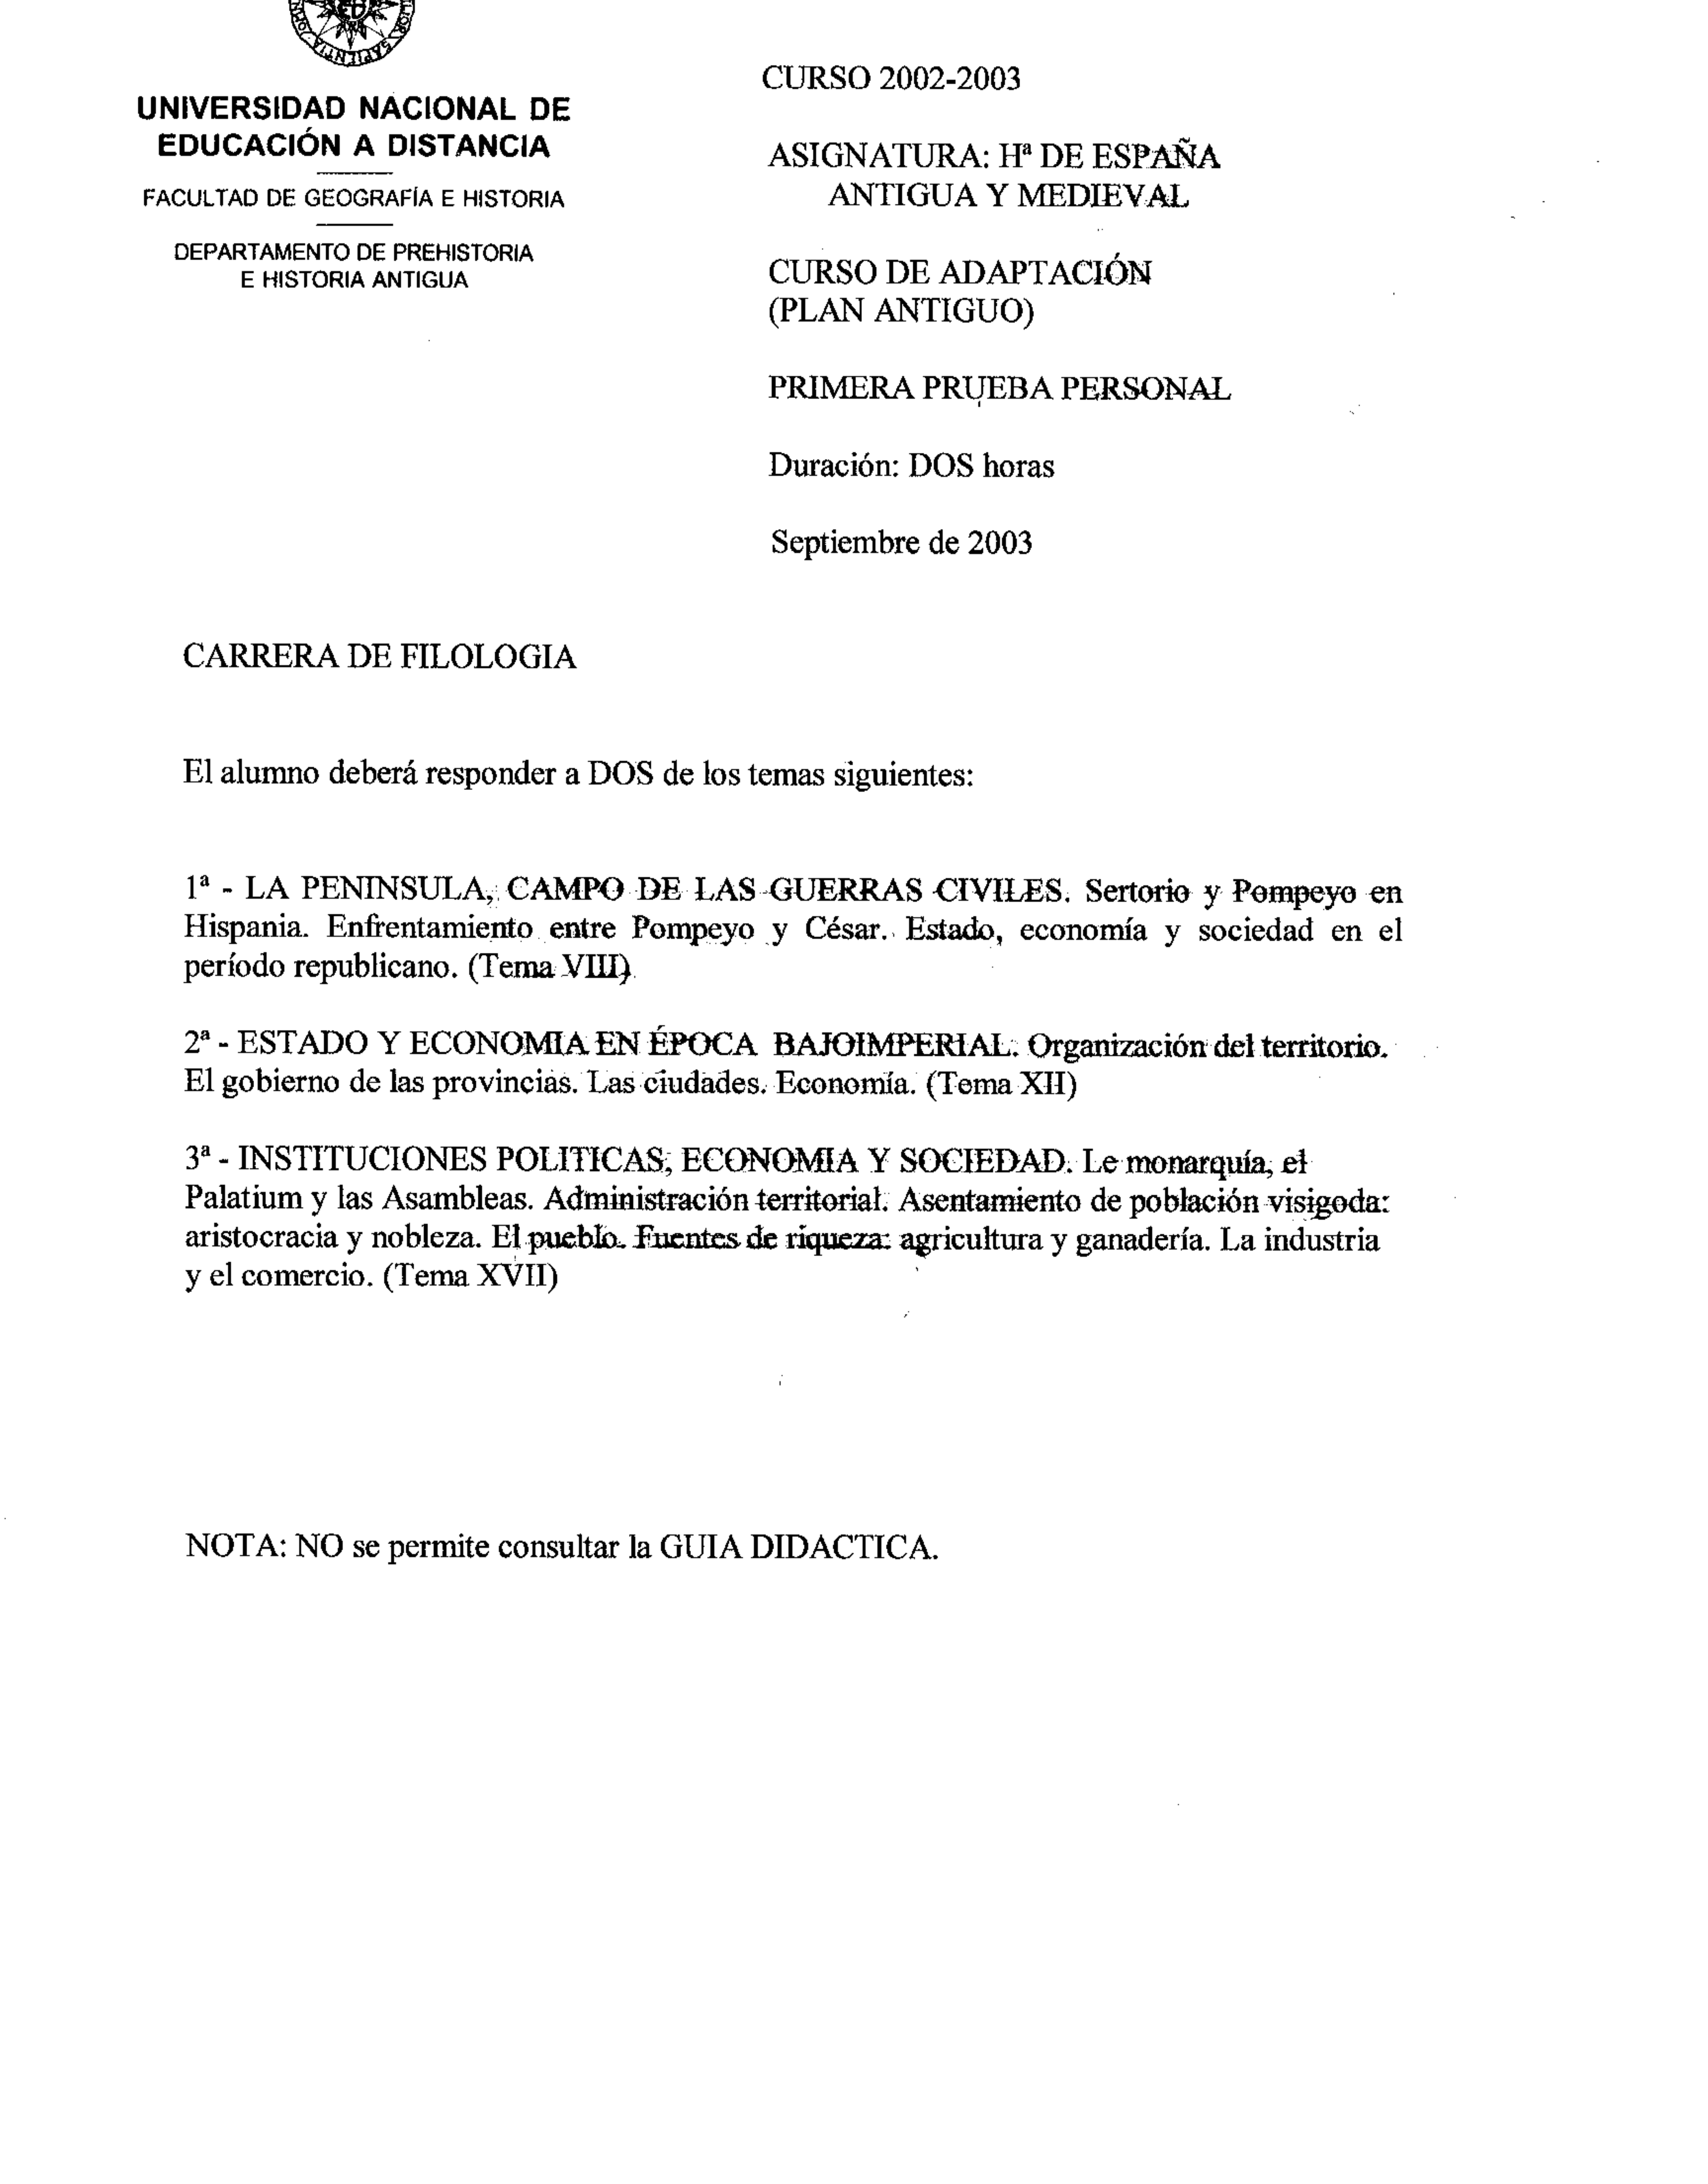 SAPIENTIA
UNIVERSIDAD NACIONAL DE
EDUCACIÓN A DISTANCIA
FACULTAD DE GEOGRAFÍA E HISTORIA
DEPARTAMENTO DE PREHISTORIA
E HISTORIA ANTIGUA
CURSO 2002-2003
ASIGNATURA: Hª DE ESPAÑA
ANTIGUA Y MEDIEVAL
CURSO DE ADAPTACIÓN
(PLAN ANTIGUO)
PRIMERA PRUEBA PERSONAL
Duración: DOS horas
Septiembre de 2003
CARRERA DE FILOLOGIA
El alumno deberá responder a DOS de los temas siguientes:
1ª - LA PENINSULA, CAMPO DE LAS GUERRAS CIVILES. Sertorio y Pompeyo en
Hispania. Enfrentamiento entre Pompeyo y César. Estado, economía y sociedad en el
período republicano. (Tema VIII)
2ª - ESTADO Y ECONOMIA EN ÉPOCA BAJOIMPERIAL. Organización del territorio.
El gobierno de las provincias. Las ciudades. Economía. (Tema XII)
3ª - INSTITUCIONES POLITICAS, ECONOMIA Y SOCIEDAD. Le monarquía, el
Palatium y las Asambleas. Administración territorial. Asentamiento de población visigoda:
aristocracia y nobleza. El pueblo. Fuentes de riqueza: agricultura y ganadería. La industria
y el comercio. (Tema XVII)
NOTA: NO se permite consultar la GUIA DIDACTICA.